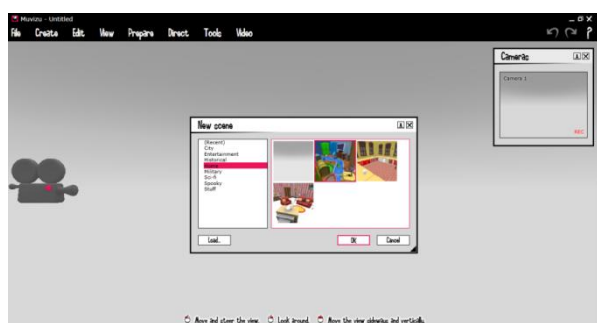 Muvizu - Untitled
File Create Edit View Prepare Direct Tools Video
?
Cameras
Camera 1
REC
New scene
(Recent)
City
Entertainment
Historical
Home
Military
Sci-fi
Spooky
Stuff
Load...
OK Cancel
Move and steer the view. Look around. Move the view sideways and vertically.